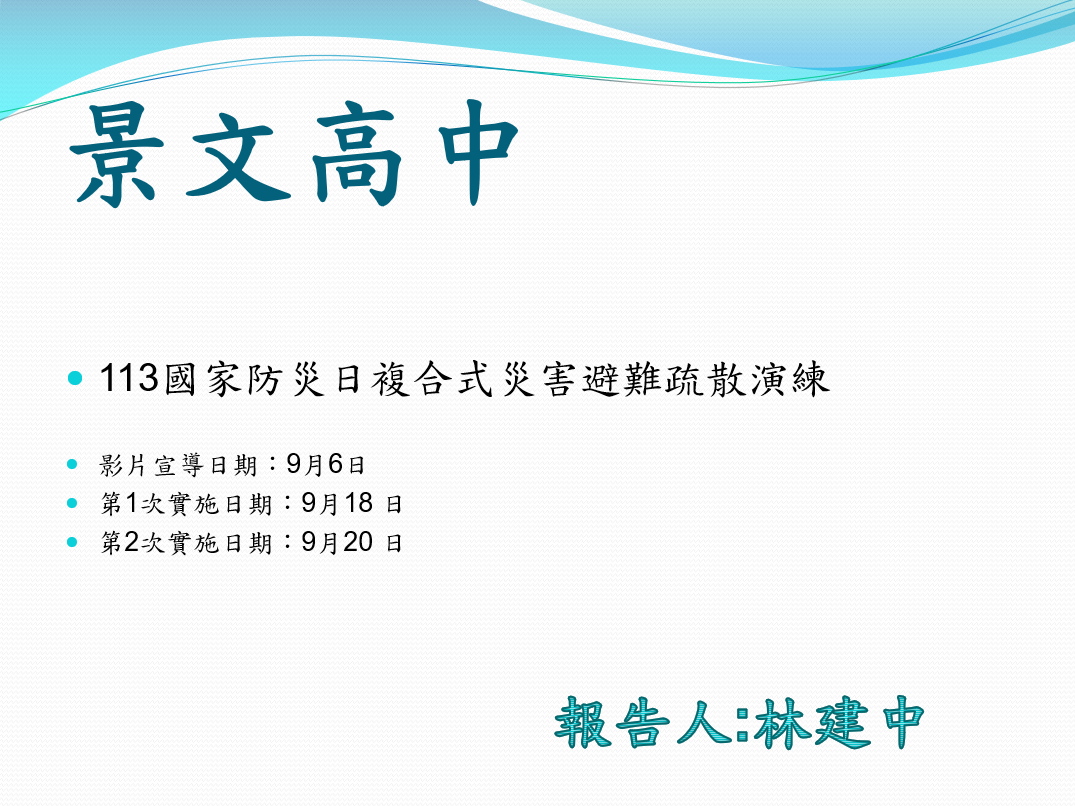 景文高中
113國家防災日複合式災害避難疏散演練
影片宣導日期：9月6日
第1次實施日期：9月18 日
第2次實施日期：9月20 日
報告人:林建中